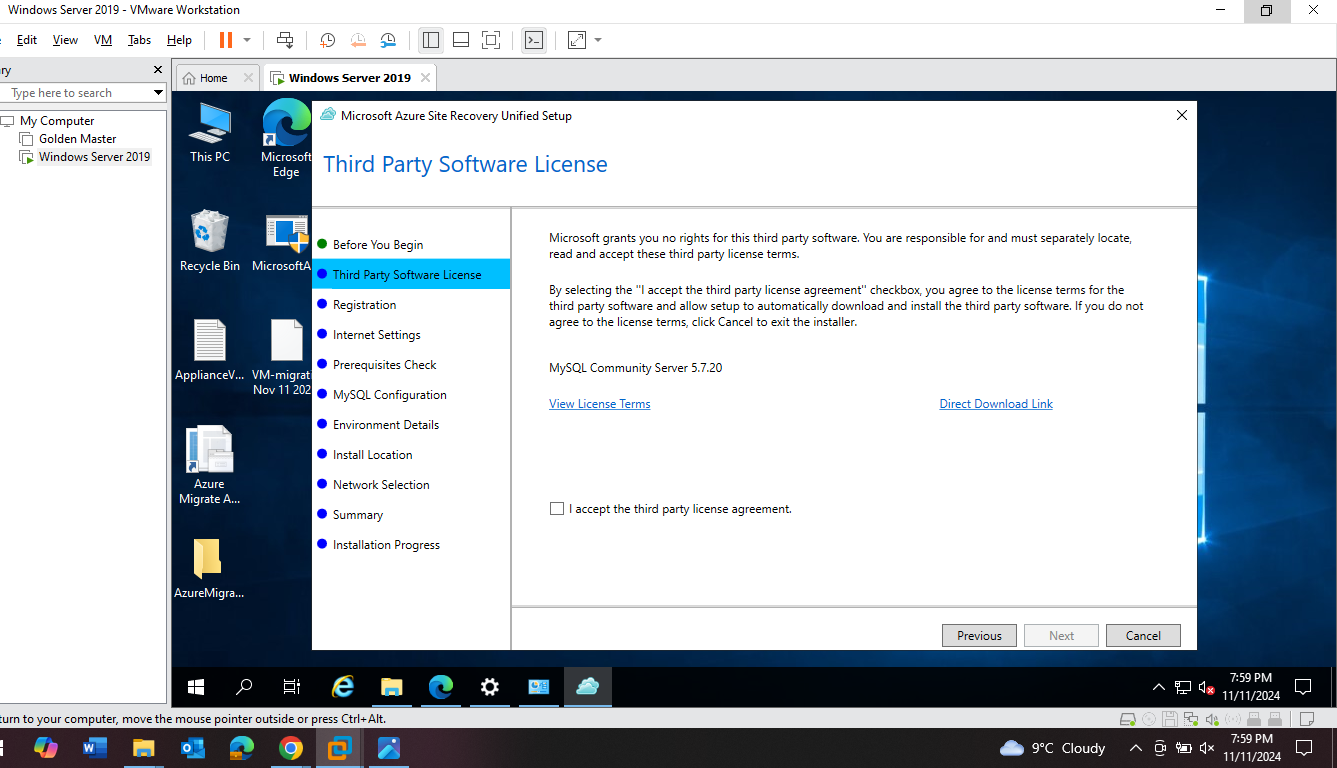 Windows Server 2019 - VMware Workstation
Edit View VM Tabs Help
ry
Type here to search
My Computer
Golden Master
Windows Server 2019
Home
Windows Server 2019
This PC
Microsoft
Edge
Recycle Bin
MicrosoftA
ApplianceV...
VM-migrat
Nov 11 202
Azure
Migrate A...
AzureMigra...
Microsoft Azure Site Recovery Unified Setup
Third Party Software License
Before You Begin
Third Party Software License
Registration
Internet Settings
Prerequisites Check
MySQL Configuration
Environment Details
Install Location
Network Selection
Summary
Installation Progress
Microsoft grants you no rights for this third party software. You are responsible for and must separately locate,
read and accept these third party license terms.
By selecting the "I accept the third party license agreement" checkbox, you agree to the license terms for the
third party software and allow setup to automatically download and install the third party software. If you do not
agree to the license terms, click Cancel to exit the installer.
MySQL Community Server 5.7.20
View License Terms
Direct Download Link
I accept the third party license agreement.
Previous
Next
Cancel
7:59 PM
11/11/2024
turn to your computer, move the mouse pointer outside or press Ctrl+Alt.
9°C Cloudy
7:59 PM
11/11/2024